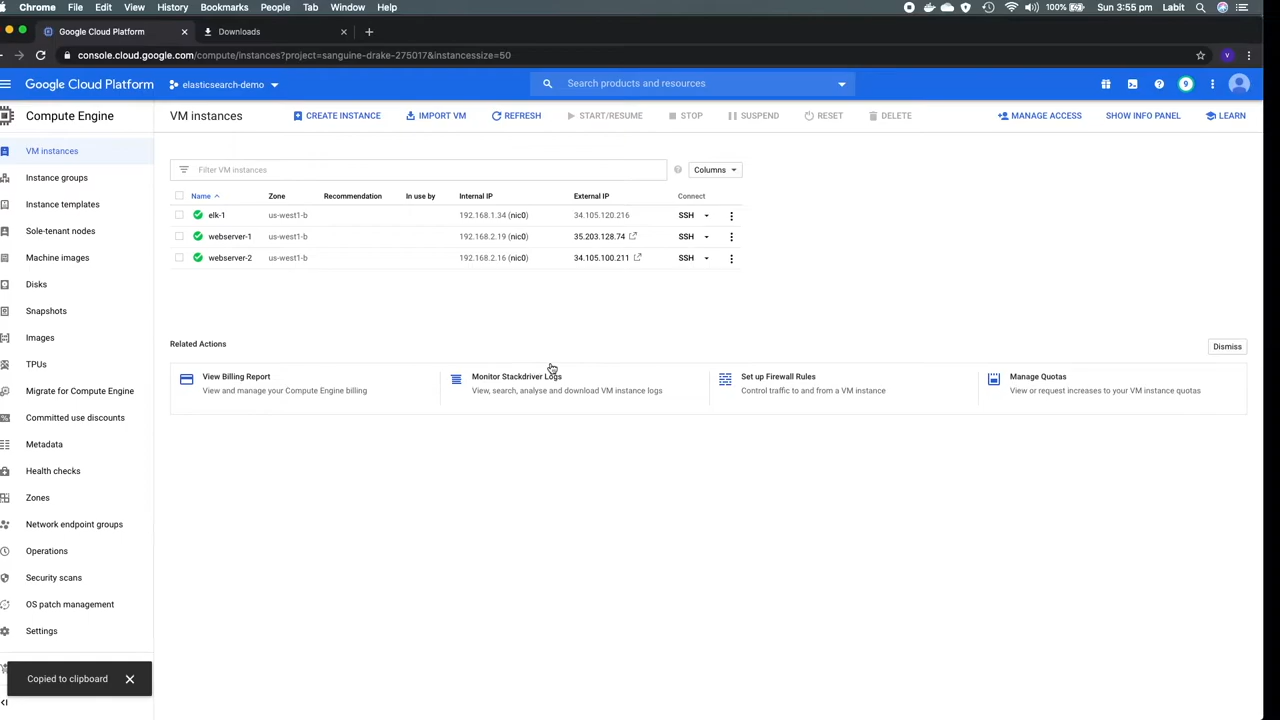 Chrome File Edit View History Bookmarks People Tab Window Help 100% Sun 3:55 pm Labit
Google Cloud Platform Downloads
console.cloud.google.com/compute/instances?project=sanguine-drake-275017&instancessize=50 v
Google Cloud Platform elasticsearch-demo Search products and resources 9
Compute Engine VM instances CREATE INSTANCE IMPORT VM REFRESH START/RESUME STOP SUSPEND RESET DELETE MANAGE ACCESS SHOW INFO PANEL LEARN
VM instances
Instance groups
Instance templates
Sole-tenant nodes
Machine images
Disks
Snapshots
Images
TPUs
Migrate for Compute Engine
Committed use discounts
Metadata
Health checks
Zones
Network endpoint groups
Operations
Security scans
OS patch management
Settings
Filter VM instances Columns
Name Zone Recommendation In use by Internal IP External IP Connect
elk-1 us-west1-b 192.168.1.34 (nic0) 34.105.120.216 SSH
webserver-1 us-west1-b 192.168.2.19 (nic0) 35.203.128.74 SSH
webserver-2 us-west1-b 192.168.2.16 (nic0) 34.105.100.211 SSH
Related Actions Dismiss
View Billing Report
View and manage your Compute Engine billing
Monitor Stackdriver Logs
View, search, analyse and download VM instance logs
Set up Firewall Rules
Control traffic to and from a VM instance
Manage Quotas
View or request increases to your VM instance quotas
Copied to clipboard